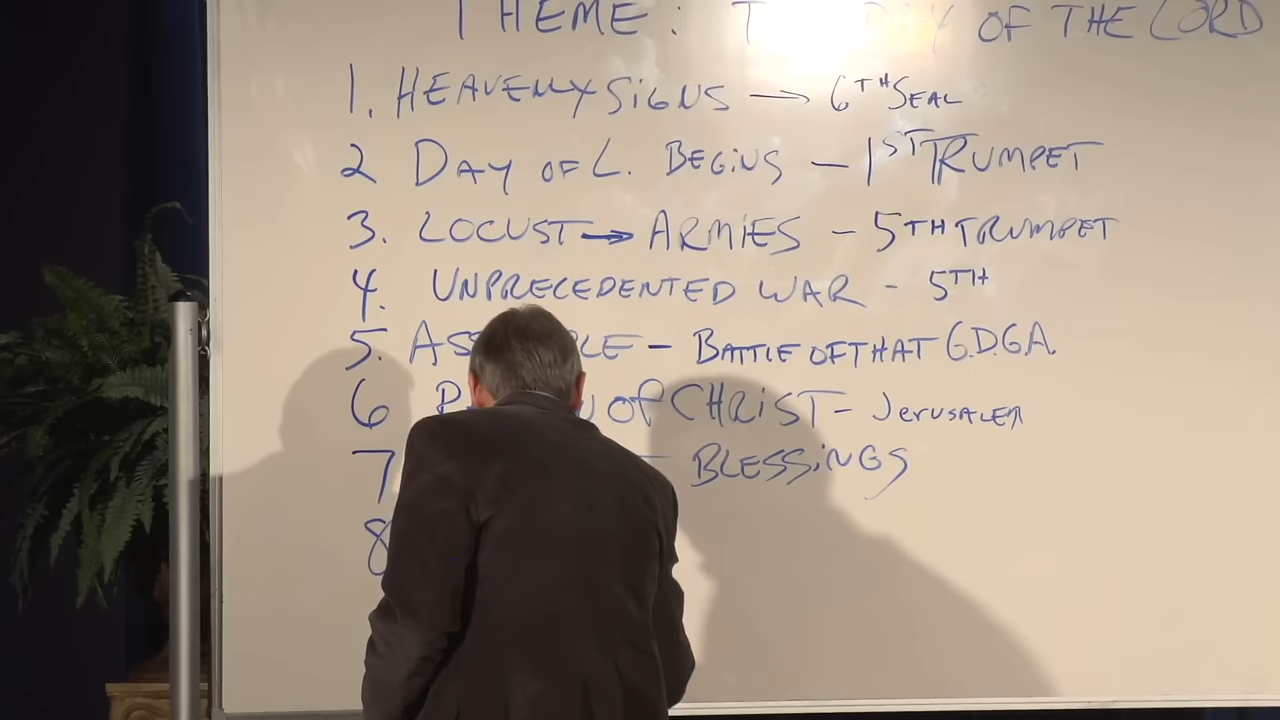 THEME: OF THE LORD
1. HEAVENLY SIGNS → 6TH SEAL
2 DAY OF L. BEGINS - 1ST TRUMPET
3. LOCUST → ARMIES - 5TH TRUMPET
4. UNPRECEDENTED WAR - 5TH
5. - BATTLE OF THAT G.D.G.A.
6 OF CHRIST - JERUSALEM
7 - BLESSINGS
8